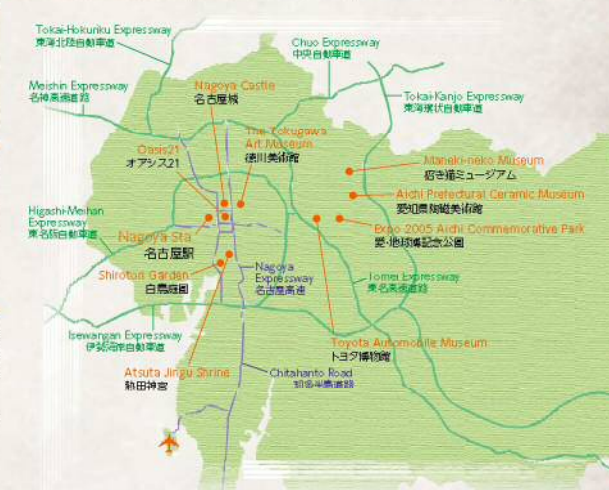 Tokai-Hokuriku Expressway
東海北陸自動車道
Chuo Expressway
中央自動車道
Meishin Expressway
名神高速道路
Nagoya Castle
名古屋城
Tokai-Kanjo Expressway
東海環状自動車道
The Tokugawa
Art Museum
徳川美術館
Oasis21
オアシス21
Maneki-neko Museum
招き猫ミュージアム
Aichi Prefectural Ceramic Museum
愛知県陶磁美術館
Higashi-Meihan
Expressway
東名阪自動車道
Expo 2005 Aichi Commemorative Park
愛・地球博記念公園
Nagoya Sta
名古屋駅
Shirotori Garden
白鳥庭園
Nagoya
Expressway
名古屋高速
Tomei Expressway
東名高速道路
Isewangan Expressway
伊勢湾岸自動車道
Toyota Automobile Museum
トヨタ博物館
Atsuta Jingu Shrine
熱田神宮
Chitahanto Road
知多半島道路